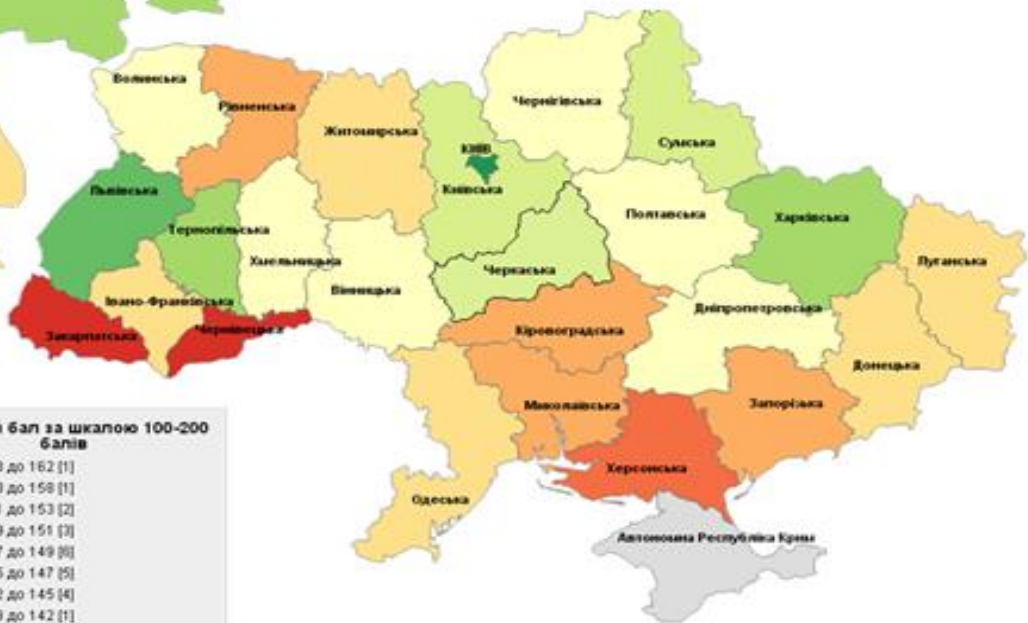 Волинська
Рівненська
Житомирська
Чернігівська
Сумська
КИЇВ
Київська
Львівська
Тернопільська
Хмельницька
Вінницька
Черкаська
Полтавська
Харківська
Луганська
Івано-Франківська
Закарпатська
Чернівецька
Кіровоградська
Дніпропетровська
Донецька
Миколаївська
Запорізька
Херсонська
Одеська
Автономна Республіка Крим
бал за шкалою 100-200
балів
до 162 [1]
до 158 [1]
до 153 [2]
до 151 [3]
до 149 [6]
до 147 [5]
до 145 [4]
до 142 [1]